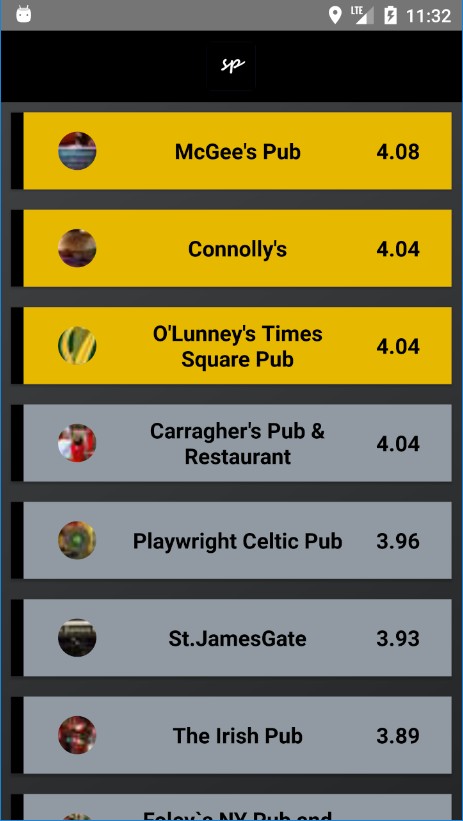 LTE 11:32
sp
McGee's Pub 4.08
Connolly's 4.04
O'Lunney's Times
Square Pub 4.04
Carragher's Pub &
Restaurant 4.04
Playwright Celtic Pub 3.96
St.JamesGate 3.93
The Irish Pub 3.89
Foley`s NY Pub and